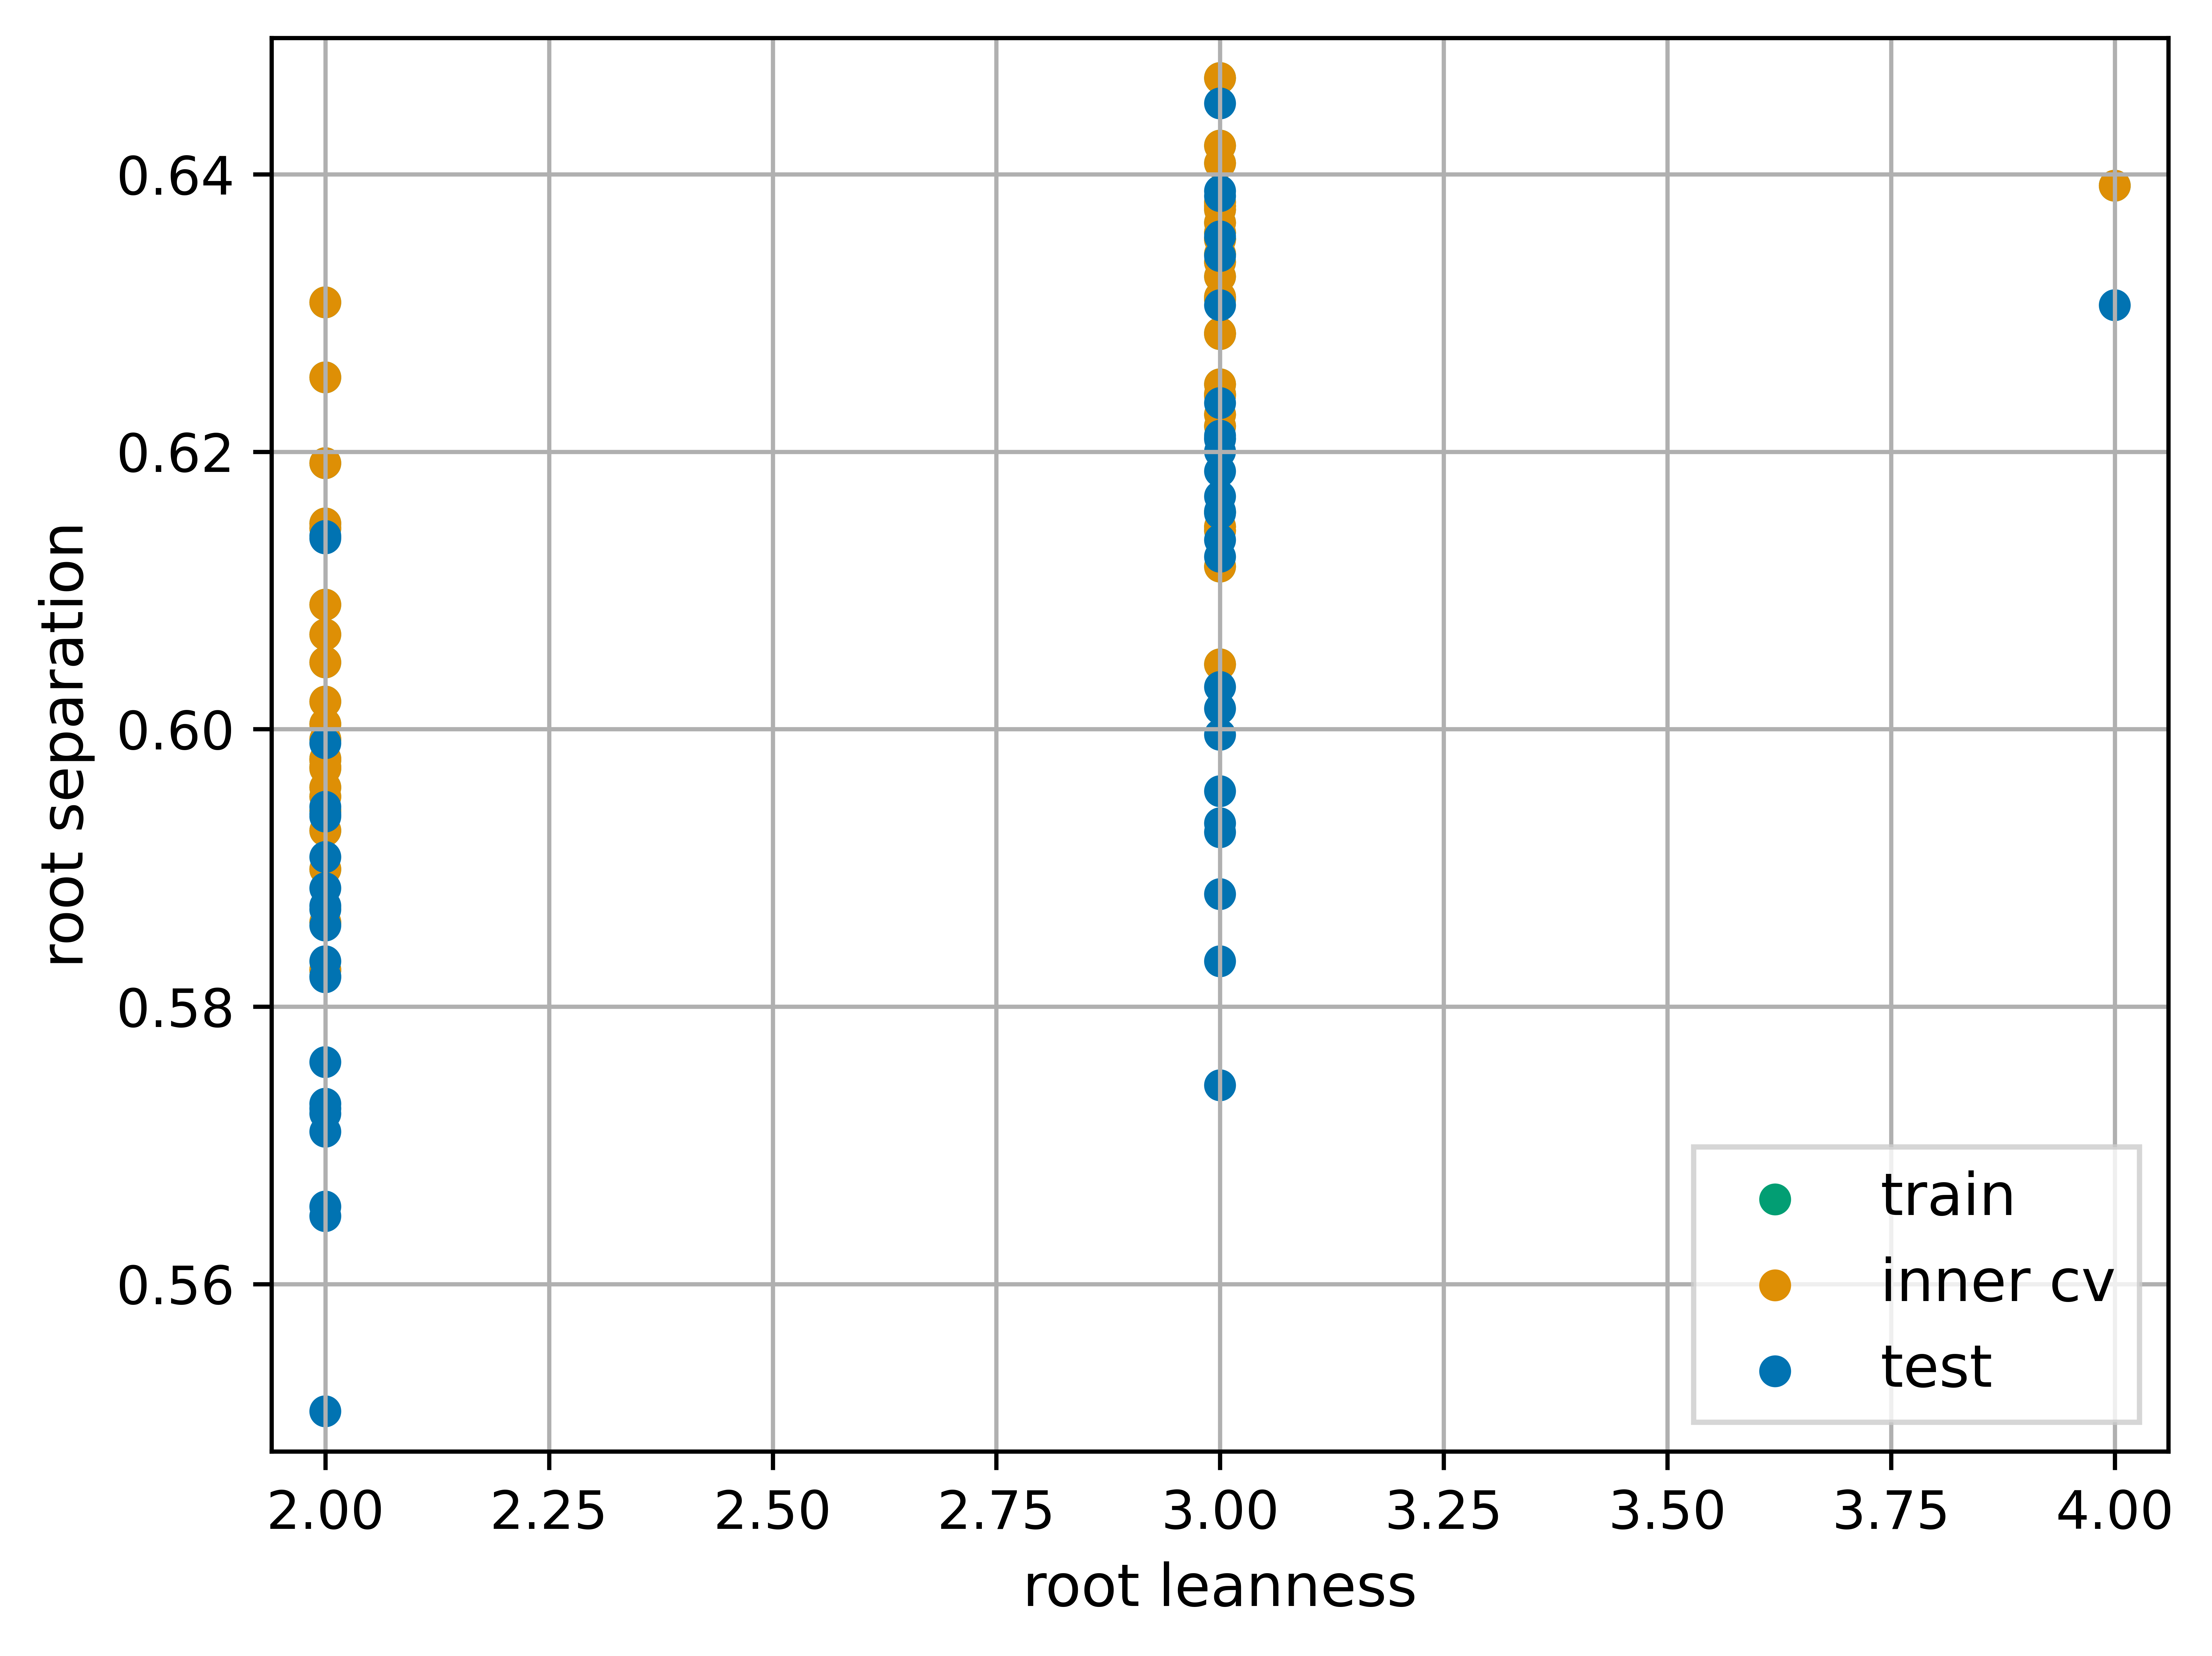 0.64
0.62
0.60
0.58
0.56
root separation
2.00 2.25 2.50 2.75 3.00 3.25 3.50 3.75 4.00
root leanness
train
inner cv
test